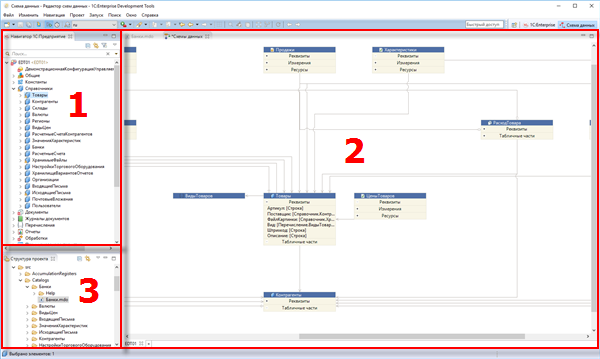 Схема данных - Редактор схем данных - 1C:Enterprise Development Tools
Файл Изменить Навигация Проект Запуск Поиск Окно Справка
Быстрый доступ
1C:Enterprise
Схема данных
Навигатор 1С:Предприятие
Поиск...
EDT01
ДемонстрационнаяКонфигурацияУправляем
Общие
Константы
Справочники
Товары
Контрагенты
Склады
Валюты
Регионы
ВидыЦен
РасчетныеСчетаКонтрагентов
ЗначенияХарактеристик
Банки
РасчетныеСчета
ХранимыеФайлы
НастройкиТорговогоОборудования
ХранилищеВариантовОтчетов
Организации
ВходящиеПисьма
ИсходящиеПисьма
ПочтовыеВложения
Пользователи
Документы
Журналы документов
Перечисления
Отчеты
Обработки
1
Структура проекта
src
AccumulationRegisters
Catalogs
Банки
Help
Банки.mdo
Валюты
ВидыЦен
ВходящиеПисьма
ЗначенияХарактеристик
ИсходящиеПисьма
Контрагенты
НастройкиТорговогоОборудования
3
Банки.mdo
*Схема данных
Продажи
Реквизиты
Измерения
Ресурсы
Характеристики
Реквизиты
Измерения
Ресурсы
РасходТовара
Реквизиты
Табличные части
2
ВидыТоваров
Товары
Реквизиты
Артикул [Строка]
Поставщик [Справочник.Контр
ФайлКартинки [Справочник.Хр
Вид [Перечисление.ВидыТовар
Штрихкод [Строка]
Описание [Строка]
Табличные части
ЦеныТоваров
Реквизиты
Измерения
Ресурсы
Контрагенты
Реквизиты
Табличные части
EDT01
Выбрано элементов: 1